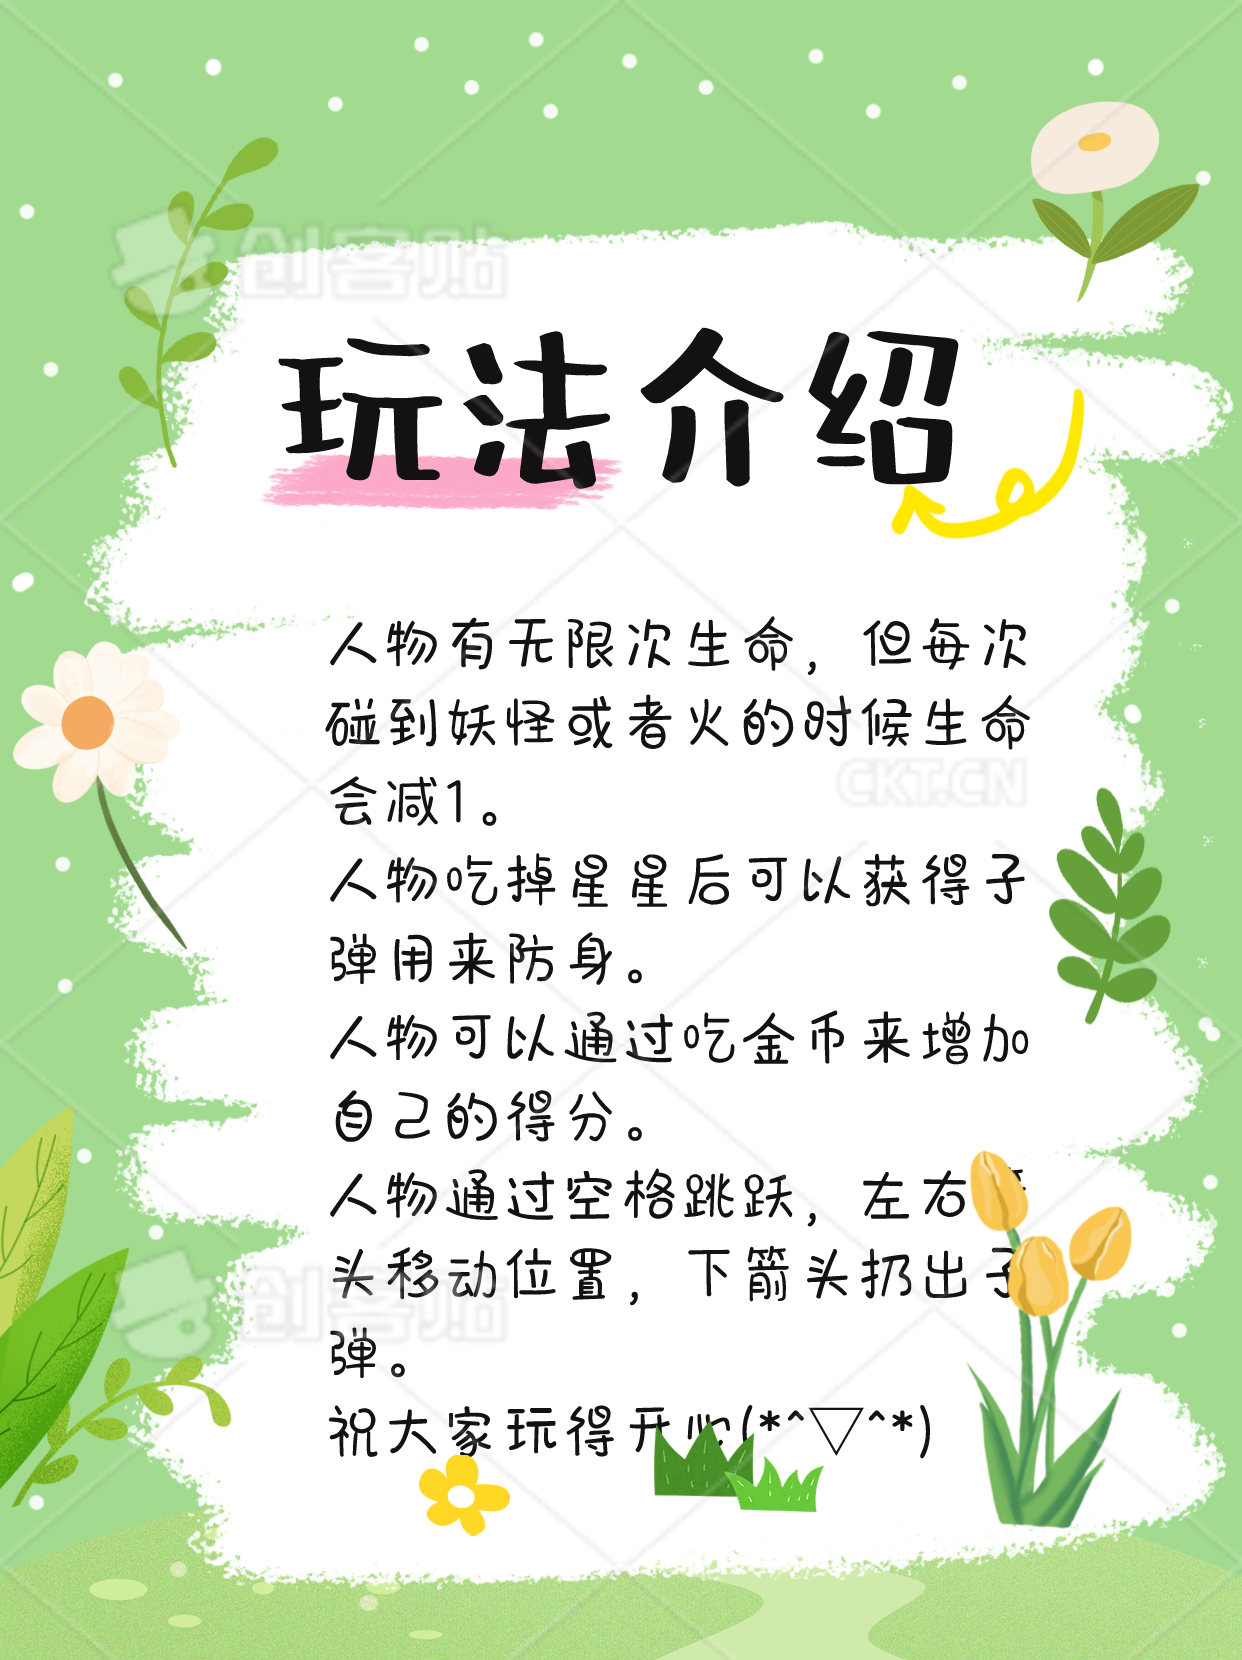 创客贴
玩法介绍
人物有无限次生命，但每次
碰到妖怪或者火的时候生命
会减1。
CKT.CN
人物吃掉星星后可以获得子
弹用来防身。
人物可以通过吃金币来增加
自己的得分。
人物通过空格跳跃，左右
头移动位置，下箭头扔出子
创客贴
弹。
祝大家玩得开心(*^▽^*)